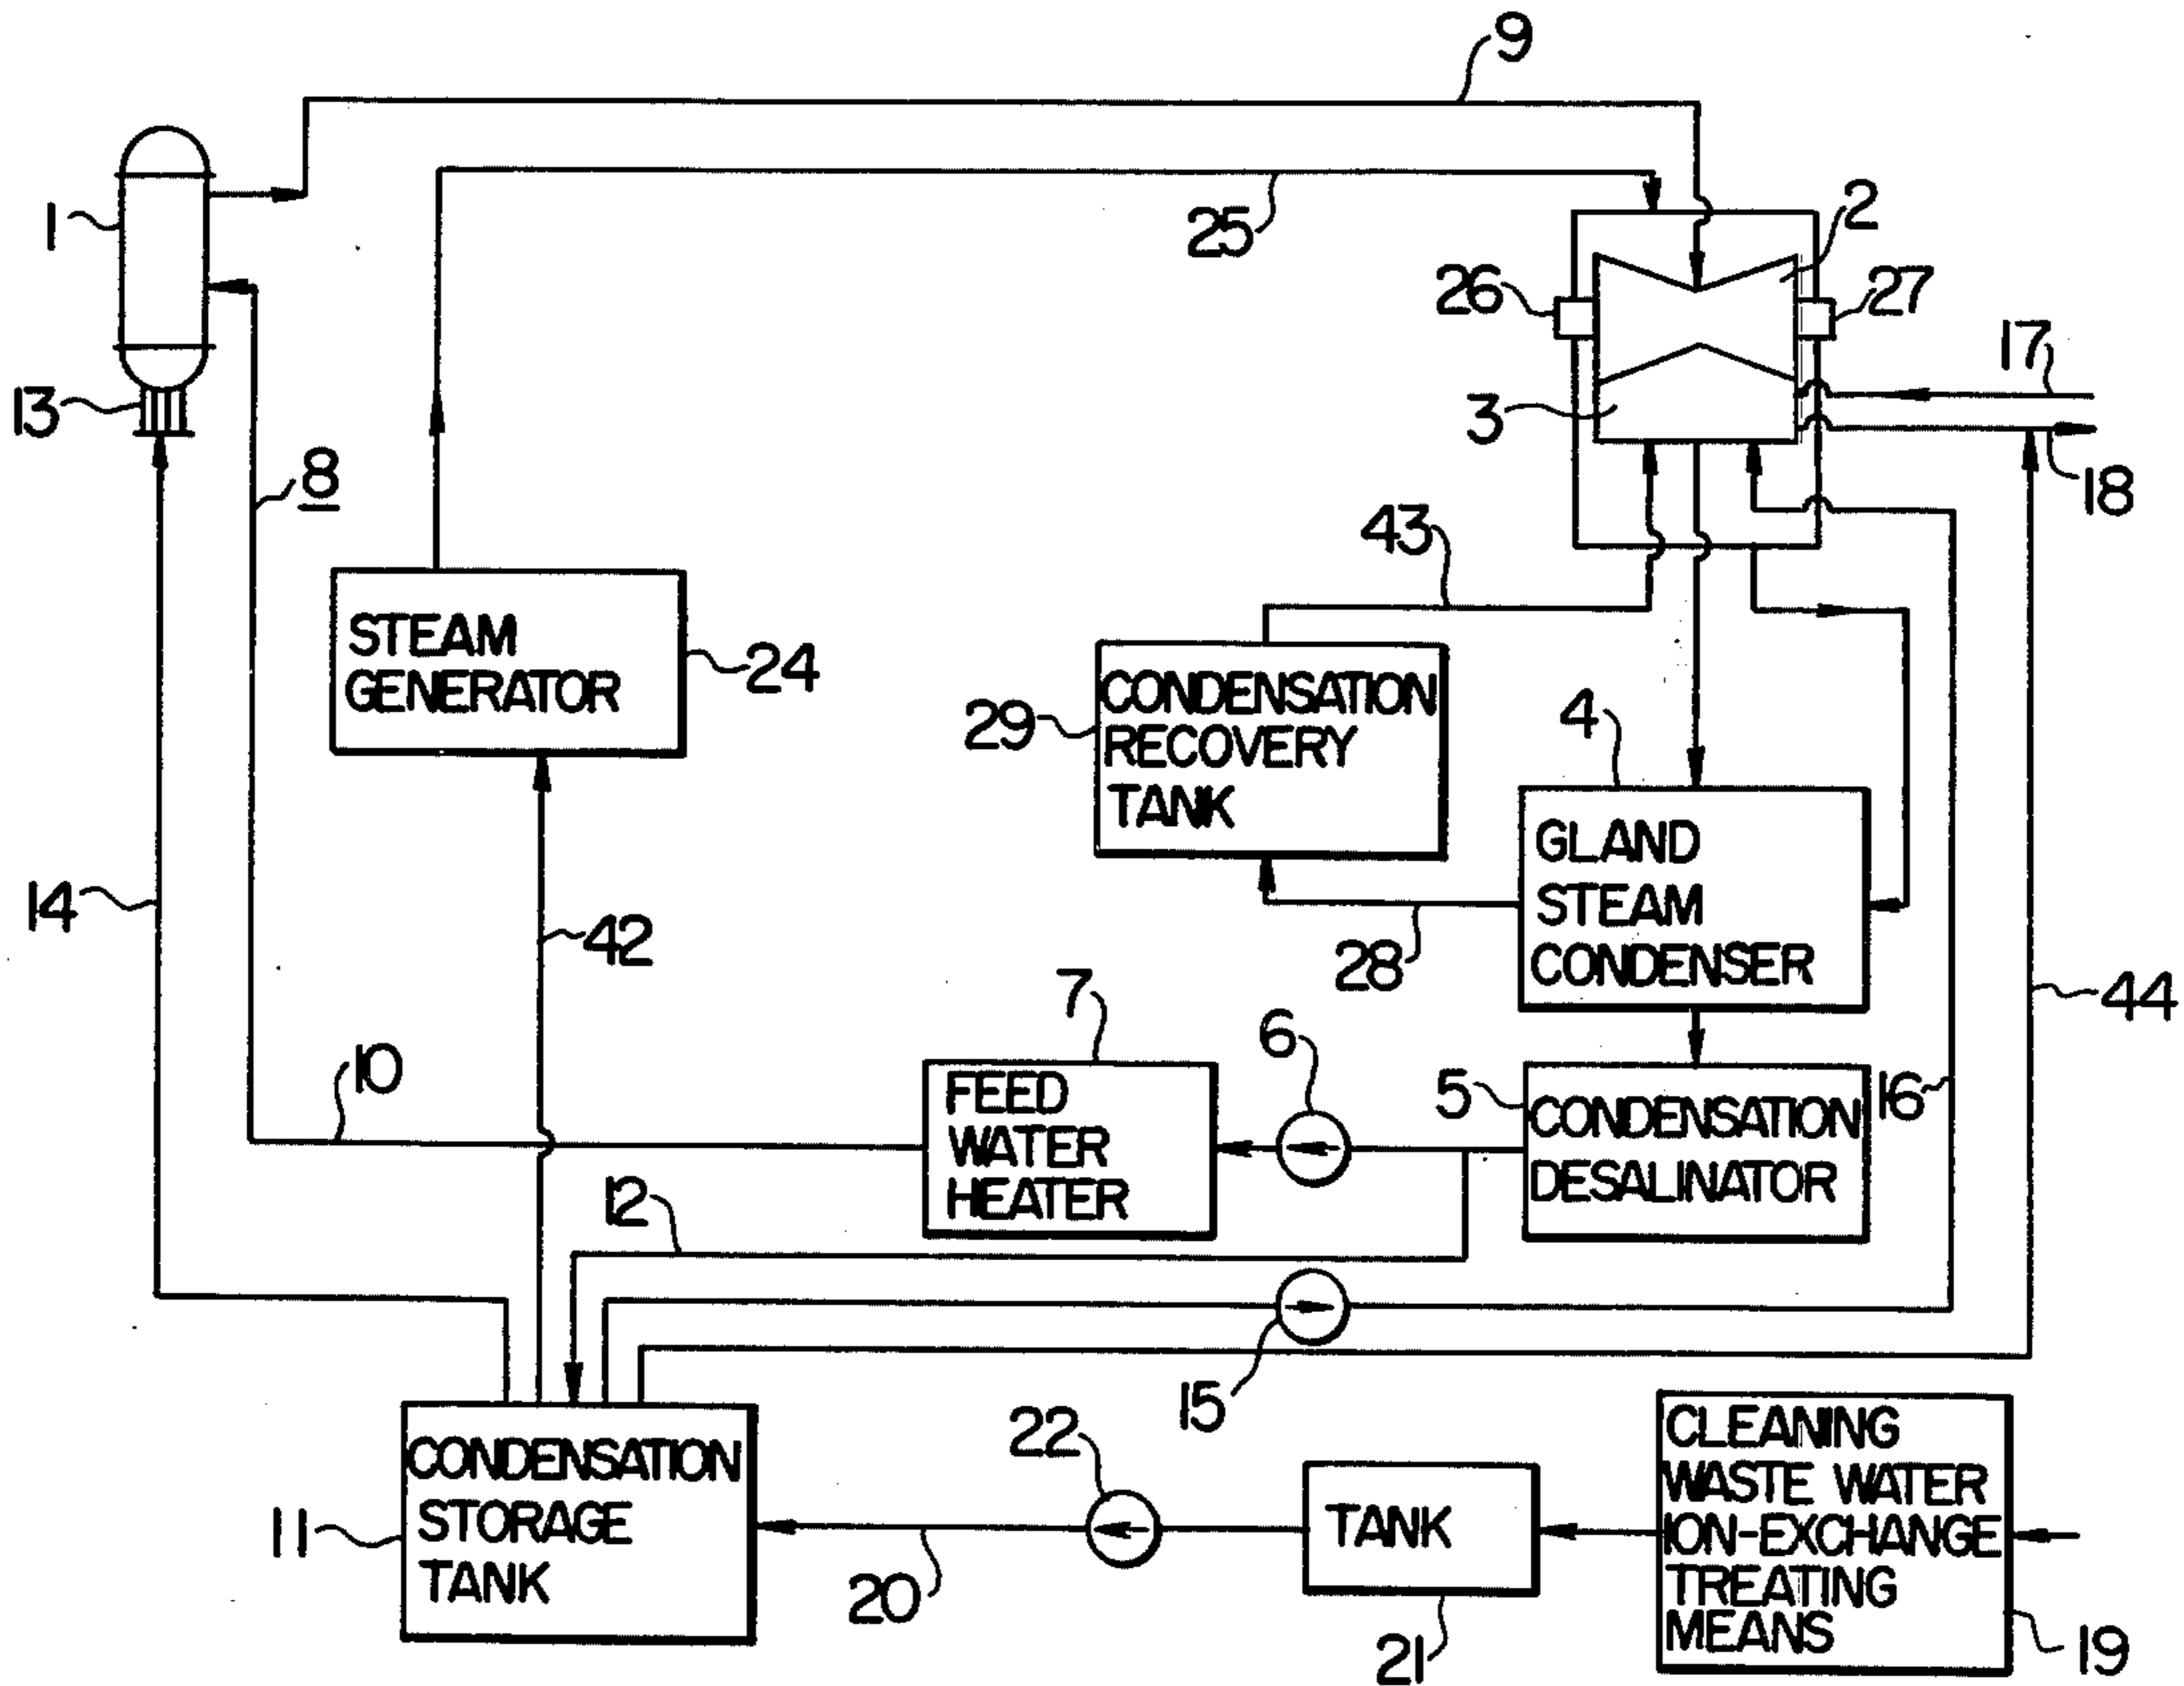 9
1
2
25
26
27
17
13
3
8
18
43
STEAM
GENERATOR
24
CONDENSATION
RECOVERY
TANK
29
4
GLAND
STEAM
CONDENSER
14
42
28
44
7
6
10
FEED
WATER
HEATER
5
CONDENSATION
DESALINATOR
16
12
15
CONDENSATION
STORAGE
TANK
11
22
20
TANK
21
CLEANING
WASTE WATER
ION-EXCHANGE
TREATING
MEANS
19